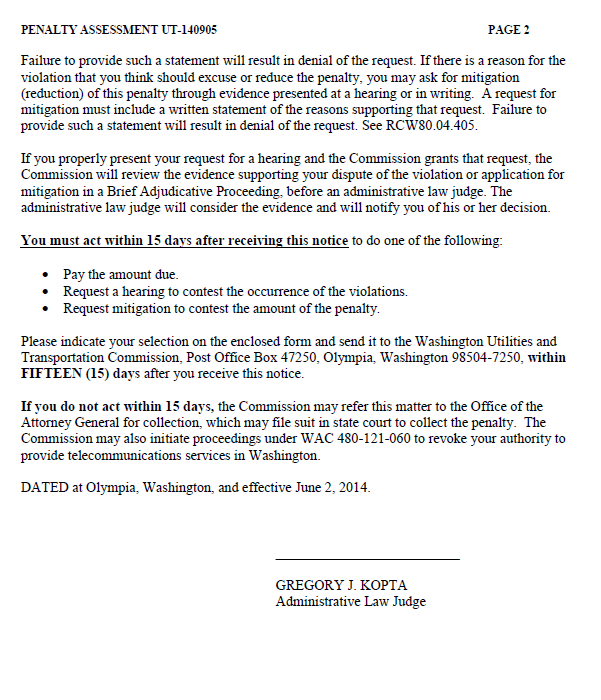 PENALTY ASSESSMENT UT-140905 PAGE 2
Failure to provide such a statement will result in denial of the request. If there is a reason for the
violation that you think should excuse or reduce the penalty, you may ask for mitigation
(reduction) of this penalty through evidence presented at a hearing or in writing.  A request for
mitigation must include a written statement of the reasons supporting that request.  Failure to
provide such a statement will result in denial of the request. See RCW80.04.405.
If you properly present your request for a hearing and the Commission grants that request, the
Commission will review the evidence supporting your dispute of the violation or application for
mitigation in a Brief Adjudicative Proceeding, before an administrative law judge. The
administrative law judge will consider the evidence and will notify you of his or her decision.
You must act within 15 days after receiving this notice to do one of the following:
• Pay the amount due.
• Request a hearing to contest the occurrence of the violations.
• Request mitigation to contest the amount of the penalty.
Please indicate your selection on the enclosed form and send it to the Washington Utilities and
Transportation Commission, Post Office Box 47250, Olympia, Washington 98504-7250, within
FIFTEEN (15) days after you receive this notice.
If you do not act within 15 days, the Commission may refer this matter to the Office of the
Attorney General for collection, which may file suit in state court to collect the penalty.  The
Commission may also initiate proceedings under WAC 480-121-060 to revoke your authority to
provide telecommunications services in Washington.
DATED at Olympia, Washington, and effective June 2, 2014.
GREGORY J. KOPTA
Administrative Law Judge